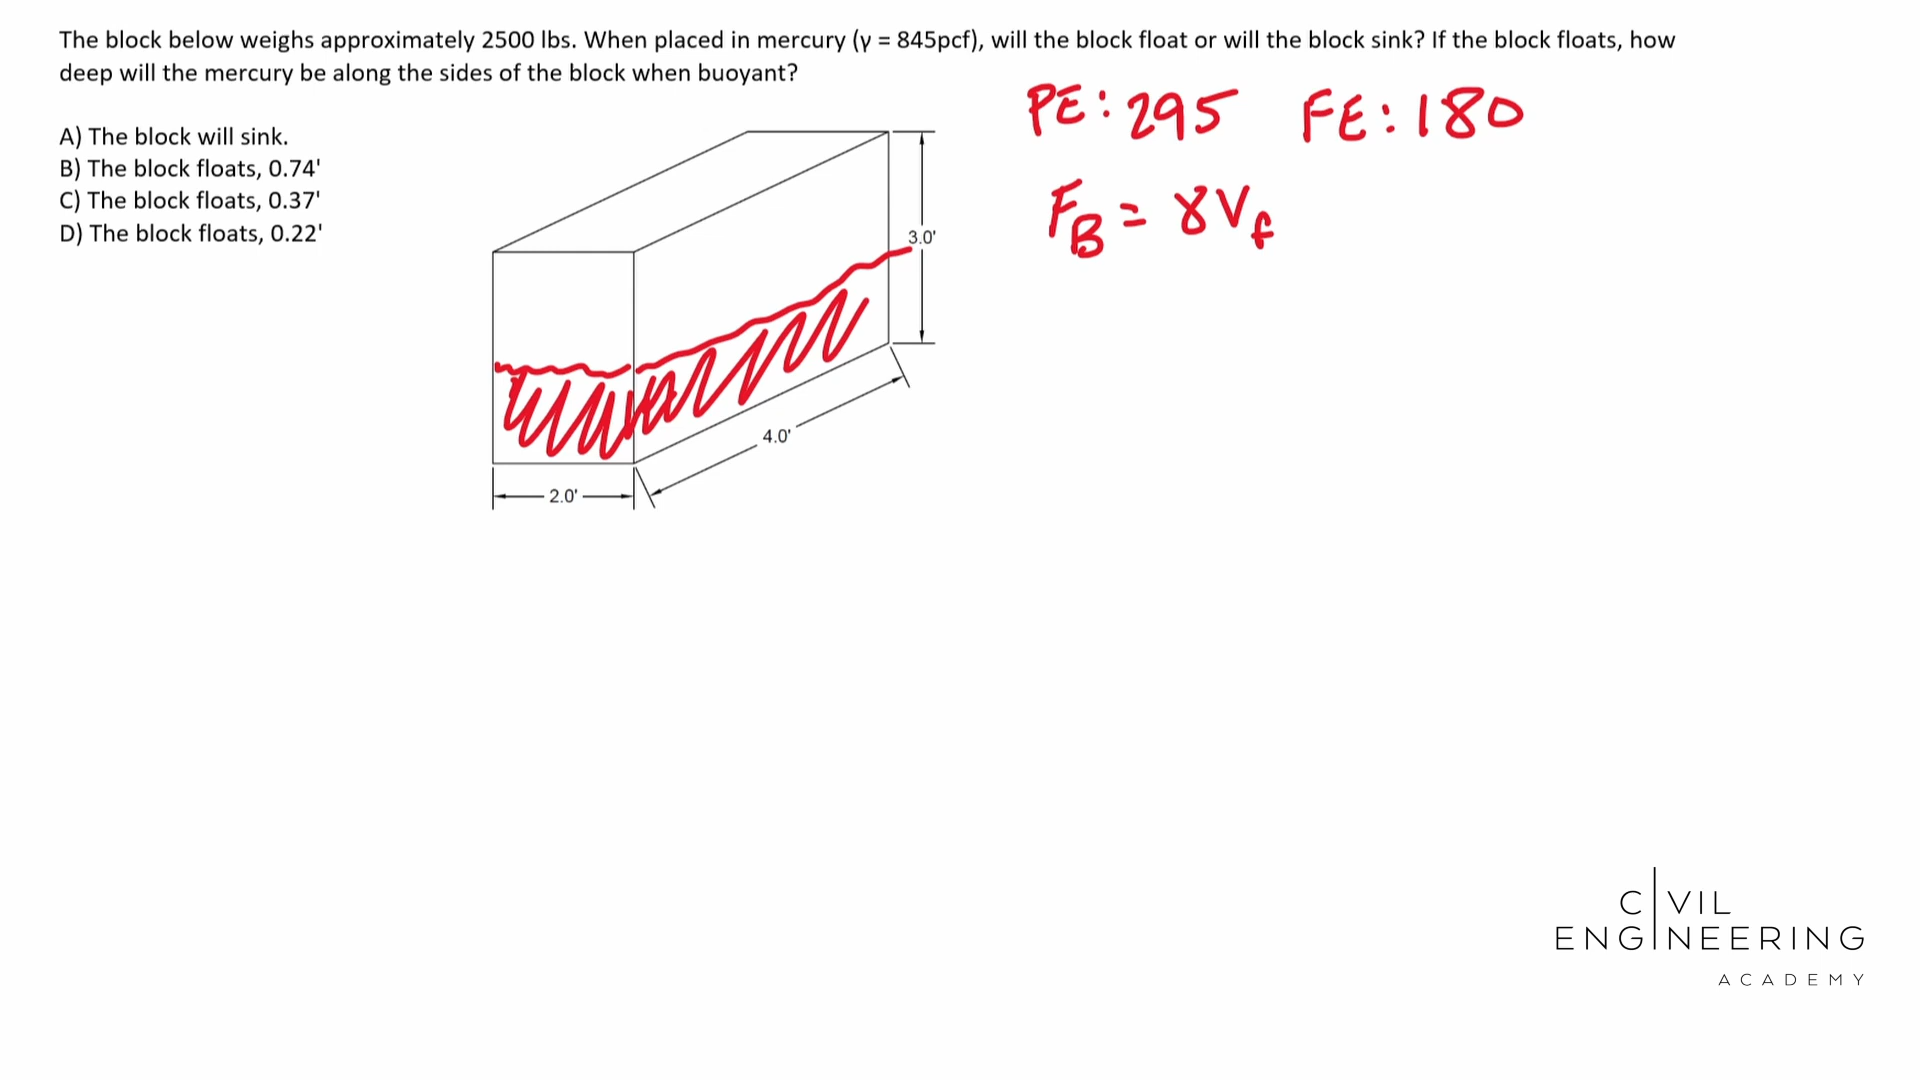 The block below weighs approximately 2500 lbs. When placed in mercury (γ = 845pcf), will the block float or will the block sink? If the block floats, how
deep will the mercury be along the sides of the block when buoyant?
PE: 295 FE: 180
A) The block will sink.
B) The block floats, 0.74'
C) The block floats, 0.37'
D) The block floats, 0.22'
F_B = γV_f
3.0'
4.0'
2.0'
CIVIL
ENGINEERING
ACADEMY